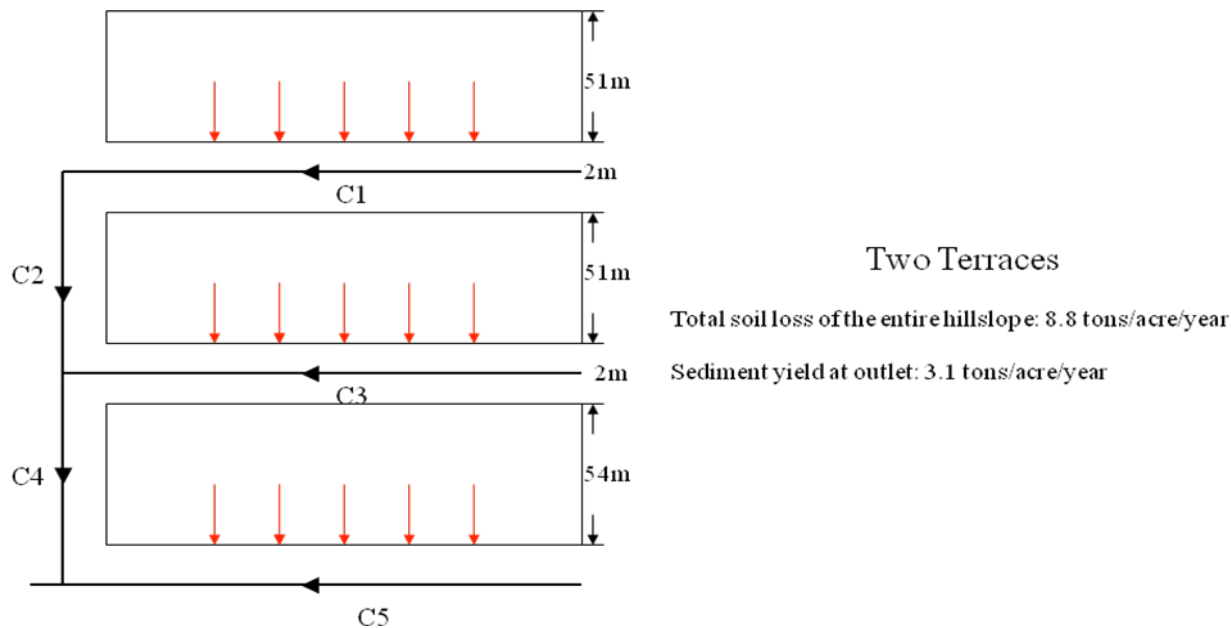 51m
2m
C1
51m
C2
Two Terraces
Total soil loss of the entire hillslope: 8.8 tons/acre/year
2m
Sediment yield at outlet: 3.1 tons/acre/year
C3
C4
54m
C5